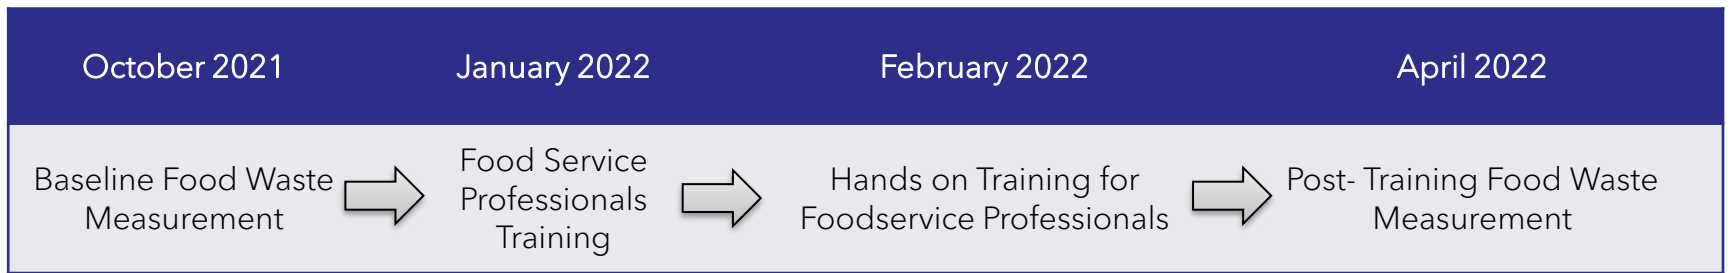 October 2021
January 2022
February 2022
April 2022
Baseline Food Waste
Measurement
Food Service
Professionals
Training
Hands on Training for
Foodservice Professionals
Post- Training Food Waste
Measurement